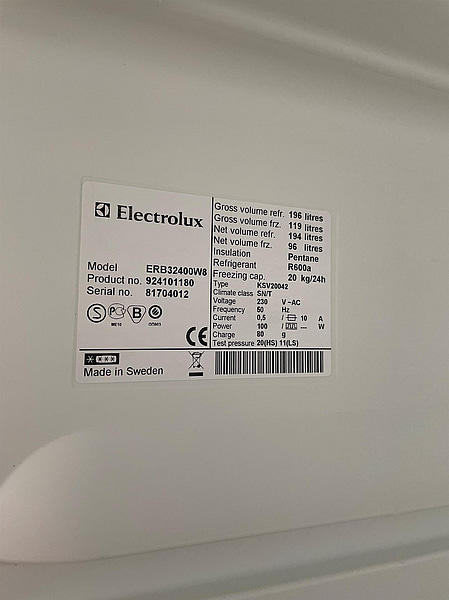 Electrolux
Model ERB32400W8
Product no. 924101180
Serial no. 81704012
S PC B
ME10 003M3
CE
Made in Sweden
Gross volume refr. 196 litres
Gross volume frz. 119 litres
Net volume refr. 194 litres
Net volume frz. 96 litres
Insulation Pentane
Refrigerant R600a
Freezing cap. 20 kg/24h
Type KSV20042
Climate class SN/T
Voltage 230 V ~AC
Frequency 50 Hz
Current 0,5 / 10 A
Power 100 / --- W
Charge 80 g
Test pressure 20(HS) 11(LS)